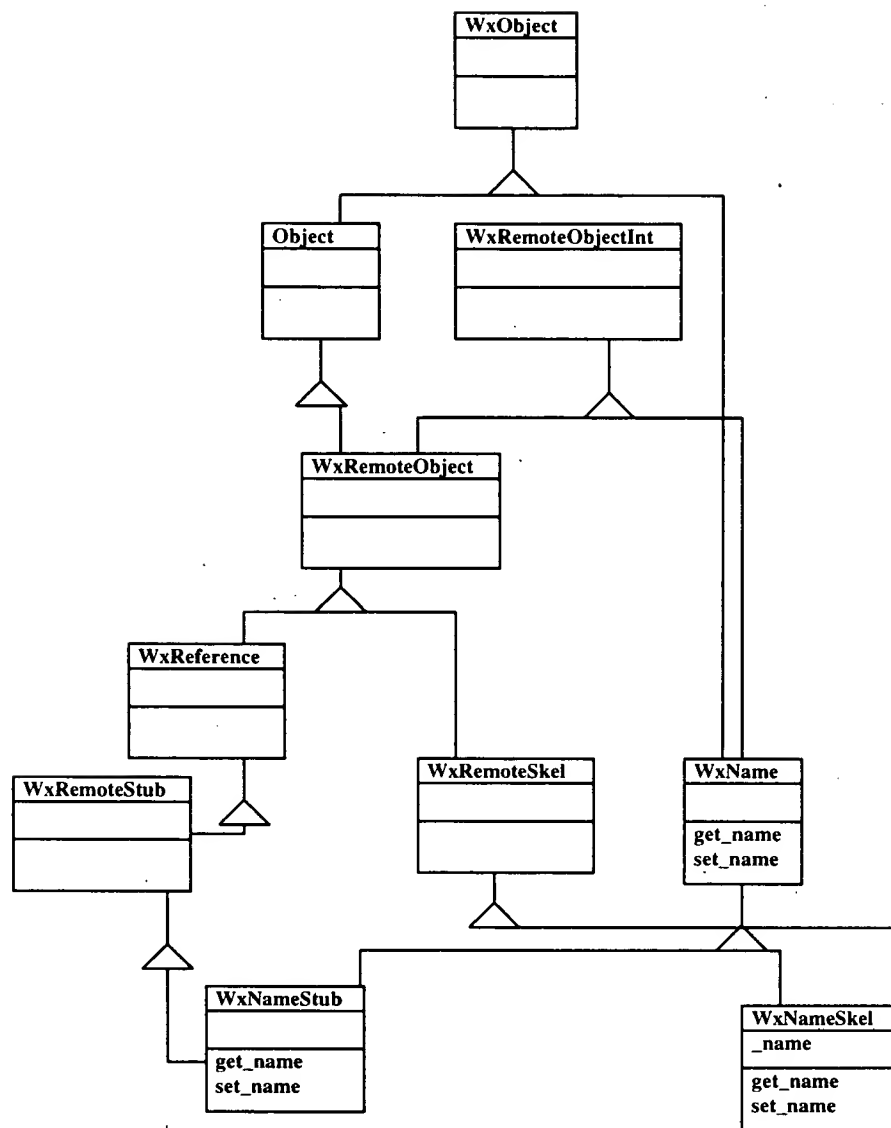 WxObject
Object
WxRemoteObjectInt
WxRemoteObject
WxReference
WxRemoteStub
WxRemoteSkel
WxName
get_name
set_name
WxNameStub
get_name
set_name
WxNameSkel
_name
get_name
set_name